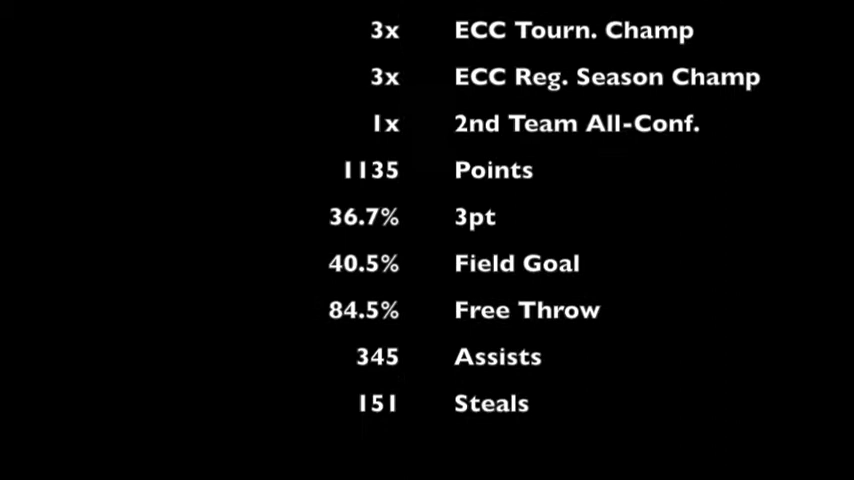 3x ECC Tourn. Champ
3x ECC Reg. Season Champ
1x 2nd Team All-Conf.
1135 Points
36.7% 3pt
40.5% Field Goal
84.5% Free Throw
345 Assists
151 Steals